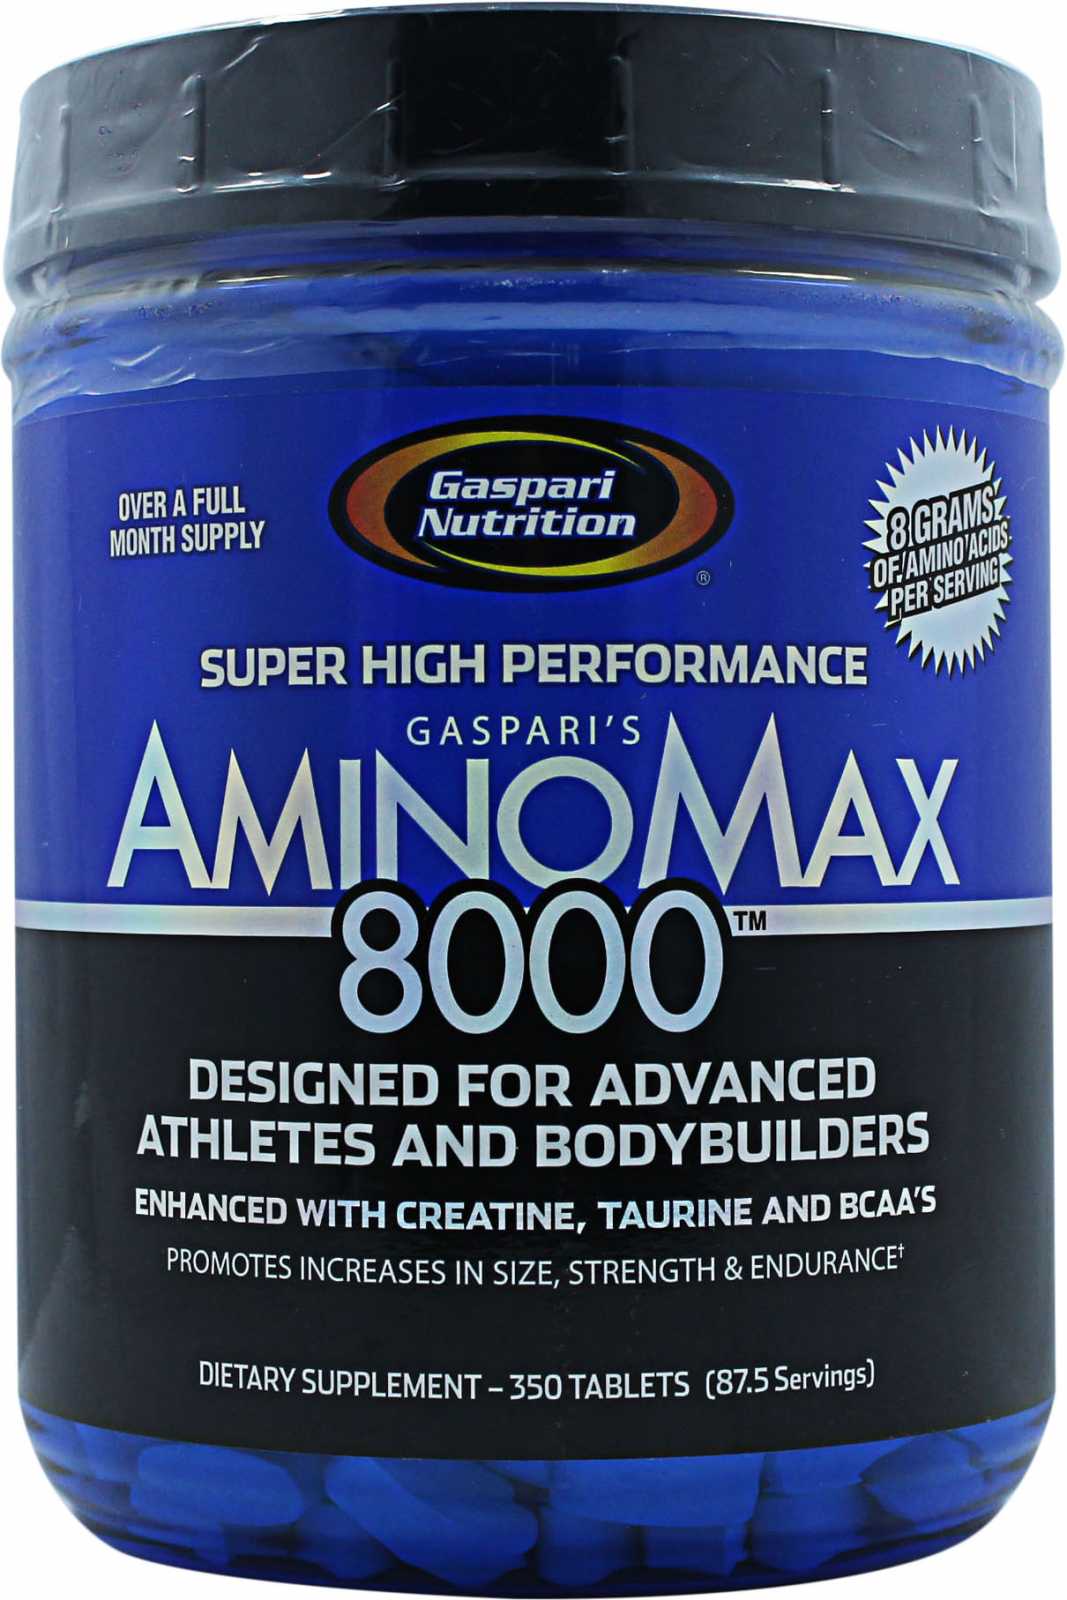 OVER A FULL
MONTH SUPPLY
Gaspari
Nutrition
®
8 GRAMS
OF AMINO ACIDS
PER SERVING
SUPER HIGH PERFORMANCE
GASPARI'S
AMINOMAX
8000™
DESIGNED FOR ADVANCED
ATHLETES AND BODYBUILDERS
ENHANCED WITH CREATINE, TAURINE AND BCAA'S
PROMOTES INCREASES IN SIZE, STRENGTH & ENDURANCE†
DIETARY SUPPLEMENT – 350 TABLETS (87.5 Servings)